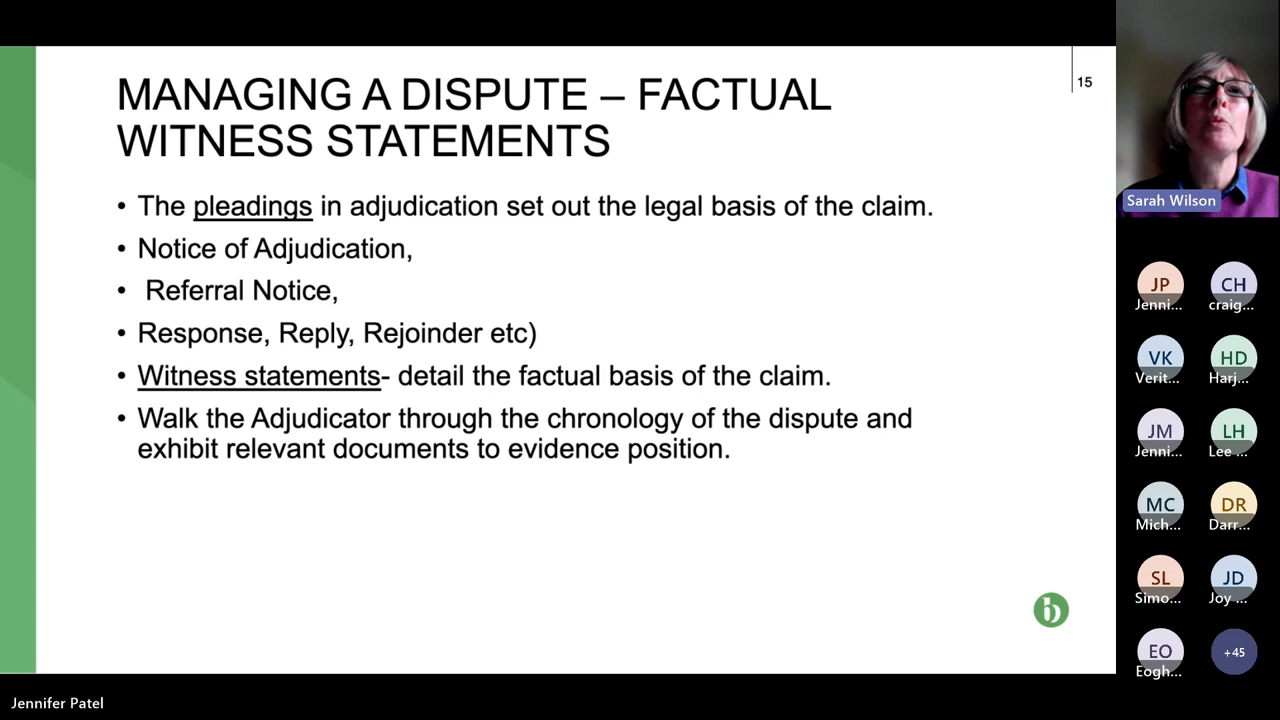 MANAGING A DISPUTE – FACTUAL
WITNESS STATEMENTS
15
• The pleadings in adjudication set out the legal basis of the claim.
• Notice of Adjudication,
•  Referral Notice,
• Response, Reply, Rejoinder etc)
• Witness statements- detail the factual basis of the claim.
• Walk the Adjudicator through the chronology of the dispute and
exhibit relevant documents to evidence position.
b
Sarah Wilson
JP
CH
Jenni...
craig...
VK
HD
Verit...
Harj...
JM
LH
Jenni...
Lee ...
MC
DR
Mich...
Darr...
SL
JD
Simo...
Joy ...
EO
+45
Eogh...
Jennifer Patel